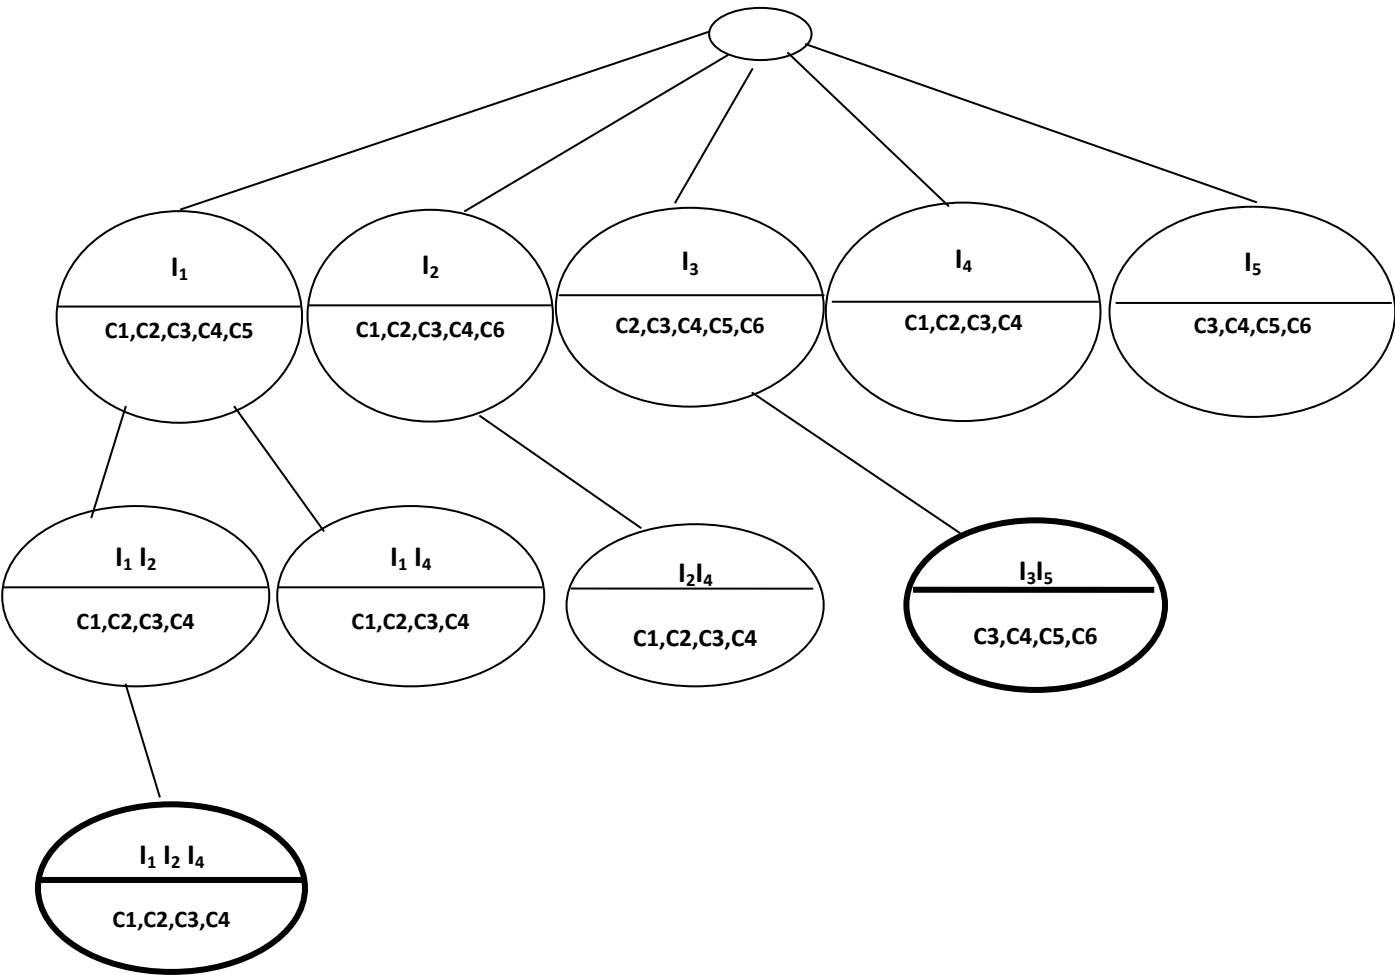 I₁
C1,C2,C3,C4,C5
I₂
C1,C2,C3,C4,C6
I₃
C2,C3,C4,C5,C6
I₄
C1,C2,C3,C4
I₅
C3,C4,C5,C6
I₁ I₂
C1,C2,C3,C4
I₁ I₄
C1,C2,C3,C4
I₂I₄
C1,C2,C3,C4
I₃I₅
C3,C4,C5,C6
I₁ I₂ I₄
C1,C2,C3,C4